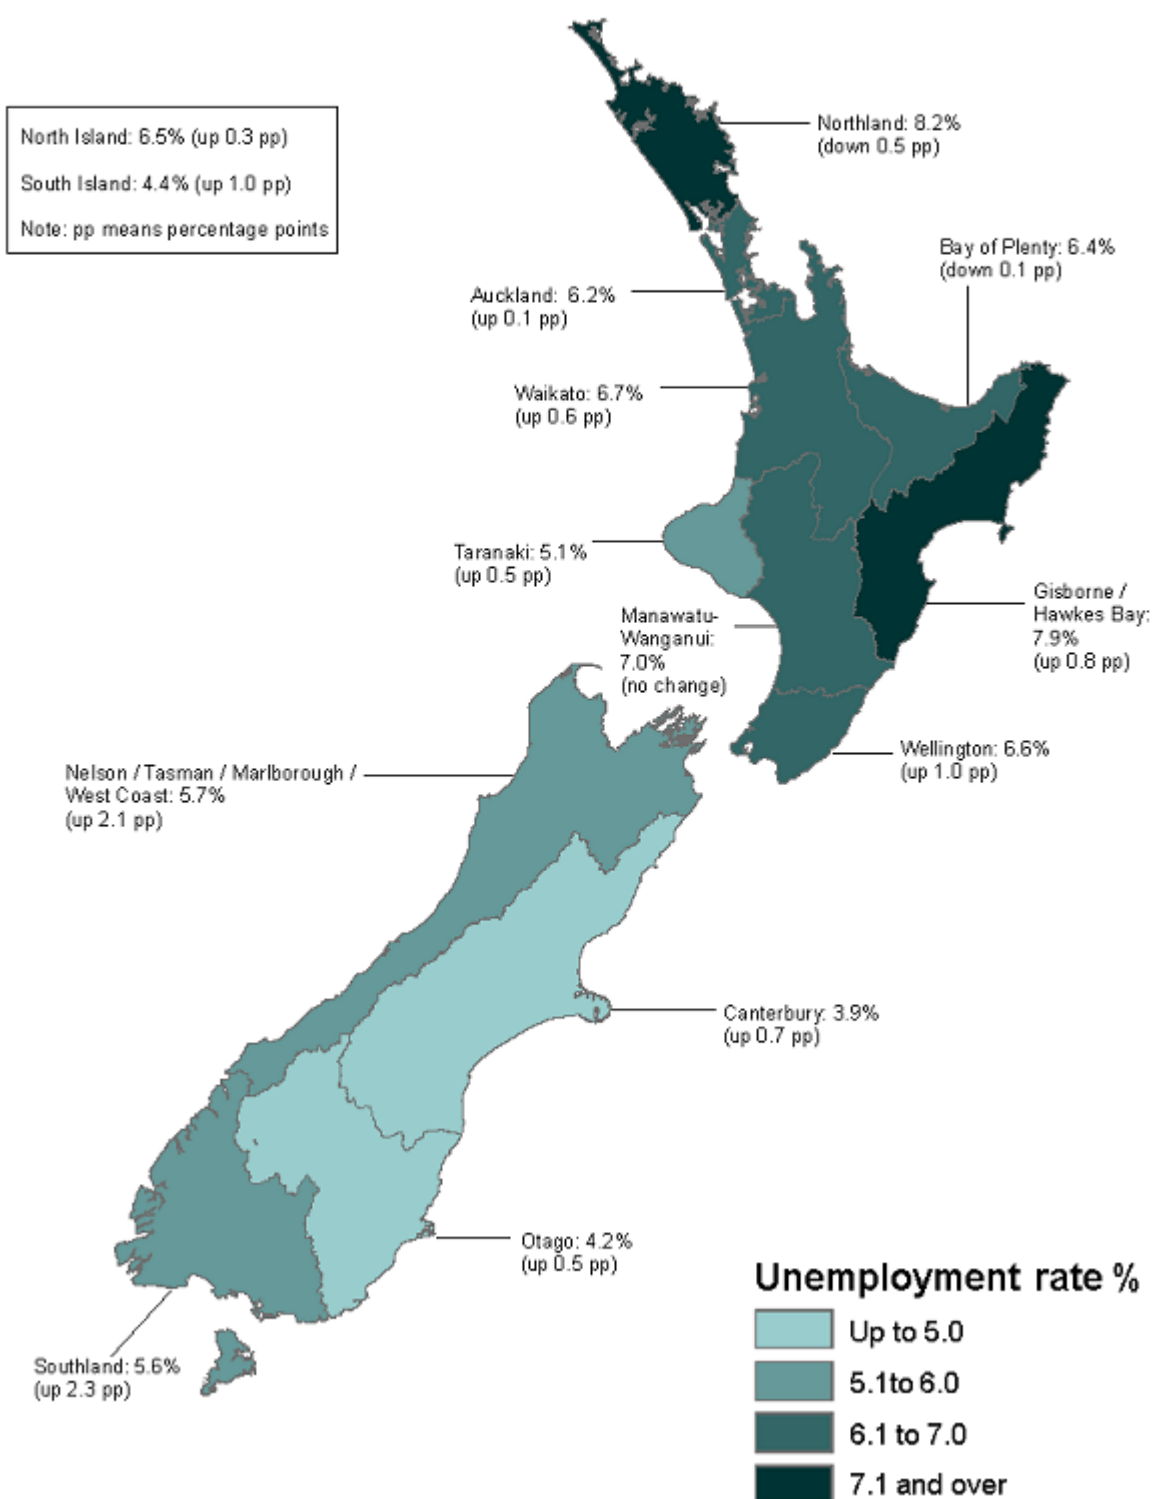 North Island: 6.5% (up 0.3 pp)
South Island: 4.4% (up 1.0 pp)
Note: pp means percentage points
Northland: 8.2%
(down 0.5 pp)
Bay of Plenty: 6.4%
(down 0.1 pp)
Auckland: 6.2%
(up 0.1 pp)
Waikato: 6.7%
(up 0.6 pp)
Taranaki: 5.1%
(up 0.5 pp)
Gisborne /
Hawkes Bay:
7.9%
(up 0.8 pp)
Manawatu-
Wanganui:
7.0%
(no change)
Wellington: 6.6%
(up 1.0 pp)
Nelson / Tasman / Marlborough /
West Coast: 5.7%
(up 2.1 pp)
Canterbury: 3.9%
(up 0.7 pp)
Otago: 4.2%
(up 0.5 pp)
Southland: 5.6%
(up 2.3 pp)
Unemployment rate %
Up to 5.0
5.1to 6.0
6.1 to 7.0
7.1 and over